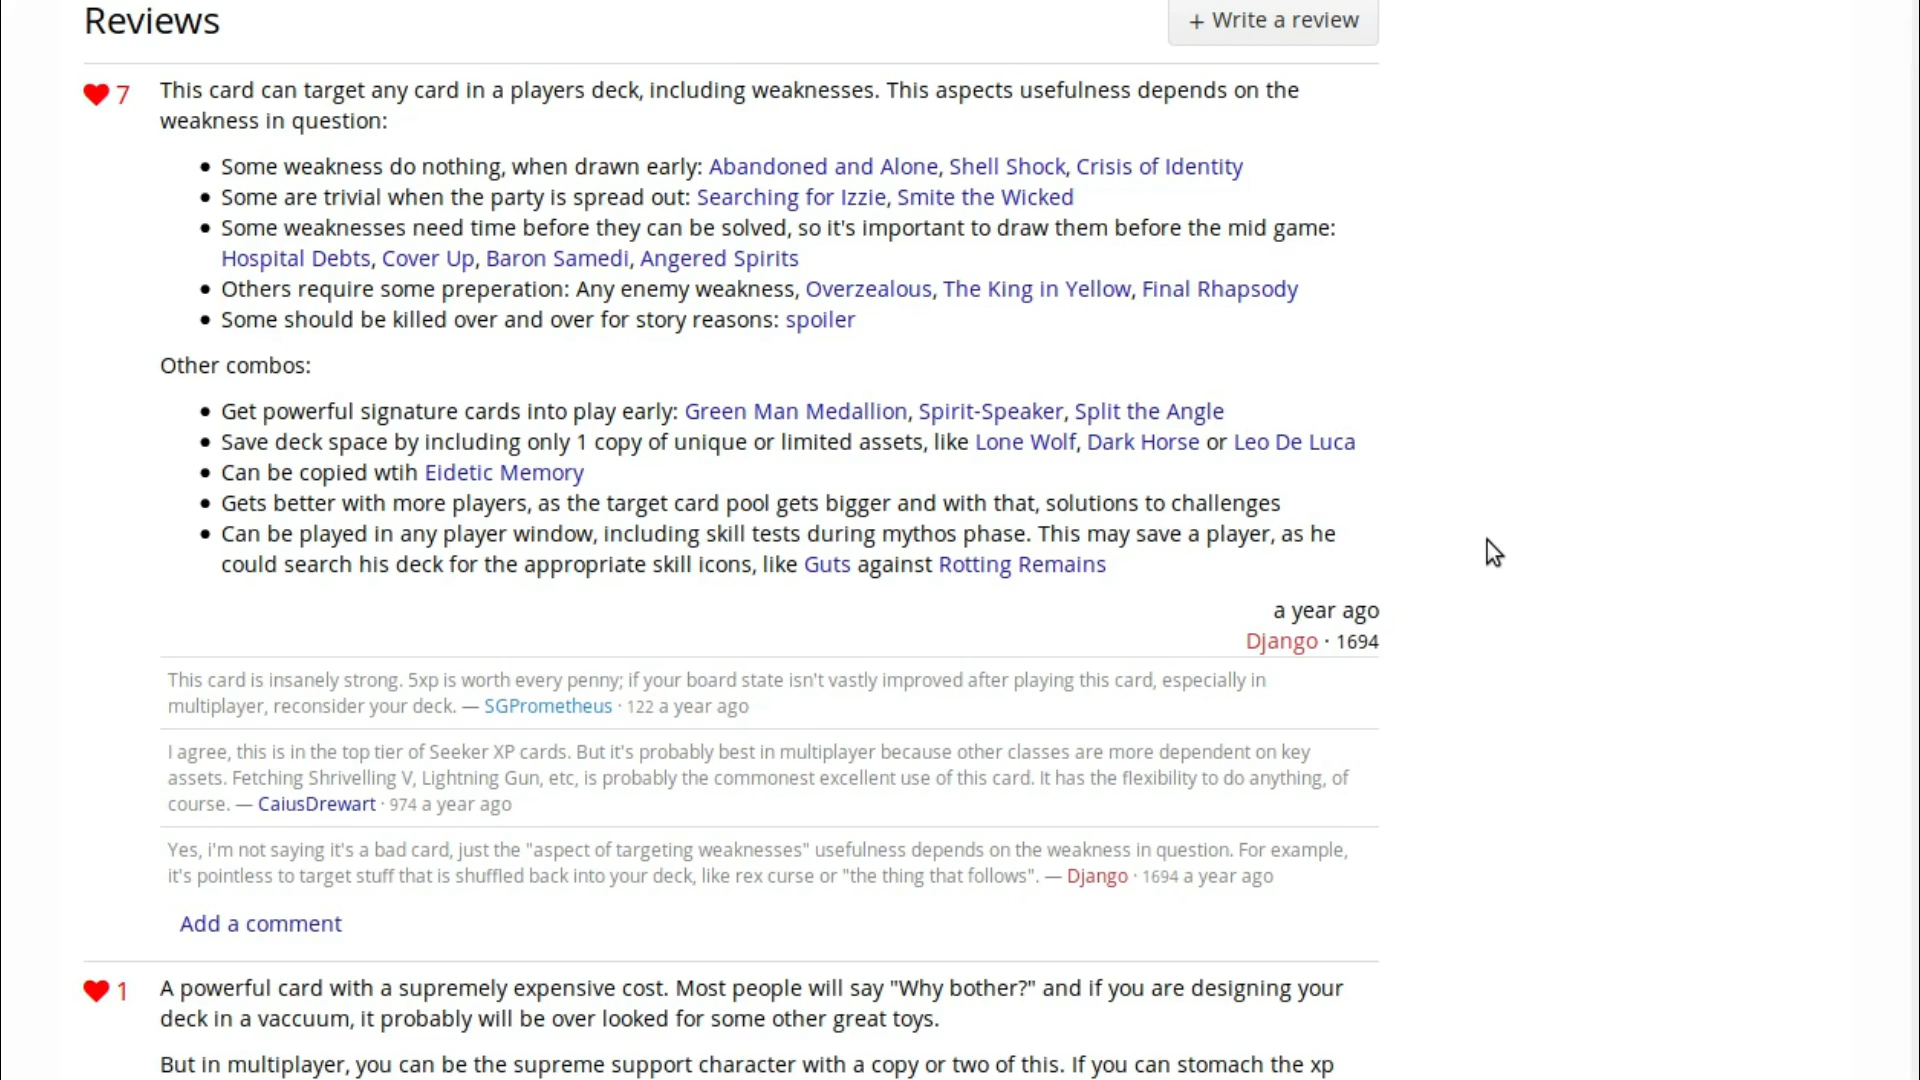 Reviews
+ Write a review
7
This card can target any card in a players deck, including weaknesses. This aspects usefulness depends on the
weakness in question:
• Some weakness do nothing, when drawn early: Abandoned and Alone, Shell Shock, Crisis of Identity
• Some are trivial when the party is spread out: Searching for Izzie, Smite the Wicked
• Some weaknesses need time before they can be solved, so it's important to draw them before the mid game:
Hospital Debts, Cover Up, Baron Samedi, Angered Spirits
• Others require some preperation: Any enemy weakness, Overzealous, The King in Yellow, Final Rhapsody
• Some should be killed over and over for story reasons: spoiler
Other combos:
• Get powerful signature cards into play early: Green Man Medallion, Spirit-Speaker, Split the Angle
• Save deck space by including only 1 copy of unique or limited assets, like Lone Wolf, Dark Horse or Leo De Luca
• Can be copied wtih Eidetic Memory
• Gets better with more players, as the target card pool gets bigger and with that, solutions to challenges
• Can be played in any player window, including skill tests during mythos phase. This may save a player, as he
could search his deck for the appropriate skill icons, like Guts against Rotting Remains
a year ago
Django · 1694
This card is insanely strong. 5xp is worth every penny; if your board state isn't vastly improved after playing this card, especially in
multiplayer, reconsider your deck. — SGPrometheus · 122 a year ago
I agree, this is in the top tier of Seeker XP cards. But it's probably best in multiplayer because other classes are more dependent on key
assets. Fetching Shrivelling V, Lightning Gun, etc, is probably the commonest excellent use of this card. It has the flexibility to do anything, of
course. — CaiusDrewart · 974 a year ago
Yes, i'm not saying it's a bad card, just the "aspect of targeting weaknesses" usefulness depends on the weakness in question. For example,
it's pointless to target stuff that is shuffled back into your deck, like rex curse or "the thing that follows". — Django · 1694 a year ago
Add a comment
1
A powerful card with a supremely expensive cost. Most people will say "Why bother?" and if you are designing your
deck in a vaccuum, it probably will be over looked for some other great toys.
But in multiplayer, you can be the supreme support character with a copy or two of this. If you can stomach the xp